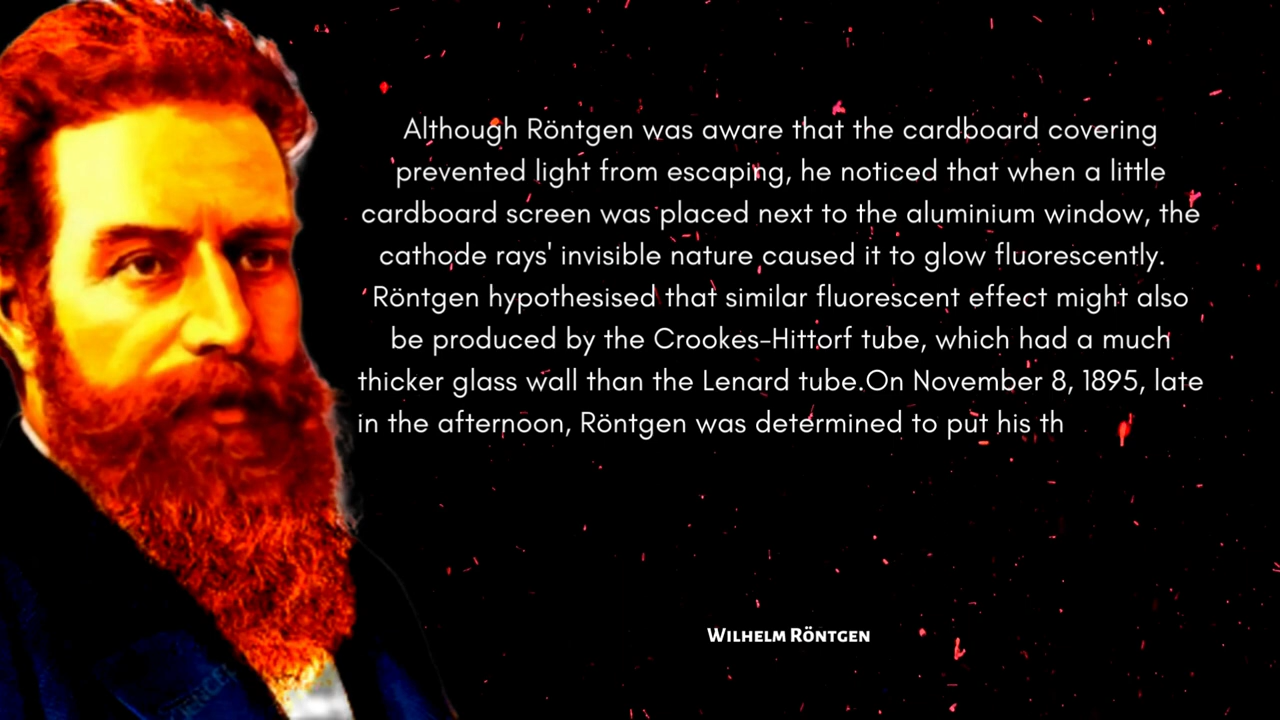 Although Röntgen was aware that the cardboard covering
prevented light from escaping, he noticed that when a little
cardboard screen was placed next to the aluminium window, the
cathode rays' invisible nature caused it to glow fluorescently.
Röntgen hypothesised that similar fluorescent effect might also
be produced by the Crookes-Hittorf tube, which had a much
thicker glass wall than the Lenard tube.On November 8, 1895, late
in the afternoon, Röntgen was determined to put his th
Wilhelm Röntgen